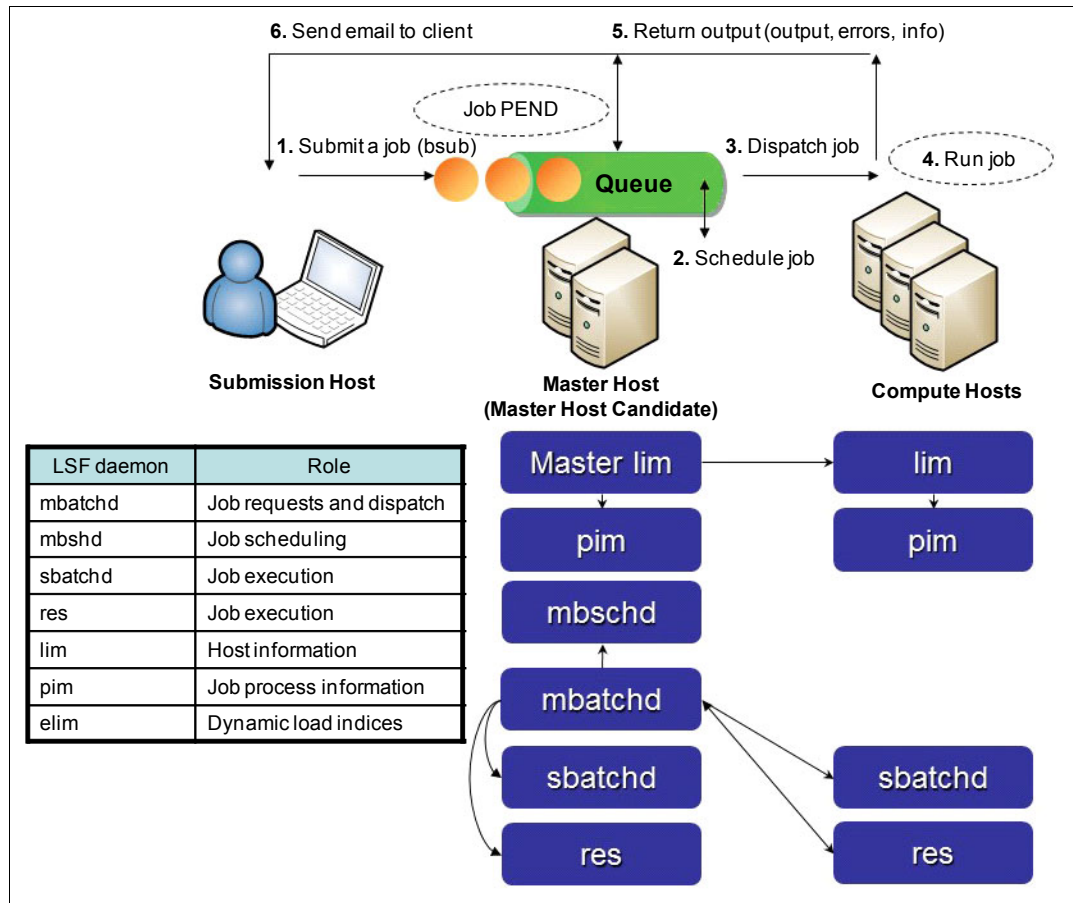 6. Send email to client
5. Return output (output, errors, info)
Job PEND
1. Submit a job (bsub)
3. Dispatch job
4. Run job
Queue
2. Schedule job
Submission Host
Master Host
(Master Host Candidate)
Compute Hosts
LSF daemon Role
mbatchd Job requests and dispatch
mbshd Job scheduling
sbatchd Job execution
res Job execution
lim Host information
pim Job process information
elim Dynamic load indices
Master lim
lim
pim
pim
mbschd
mbatchd
sbatchd
sbatchd
res
res